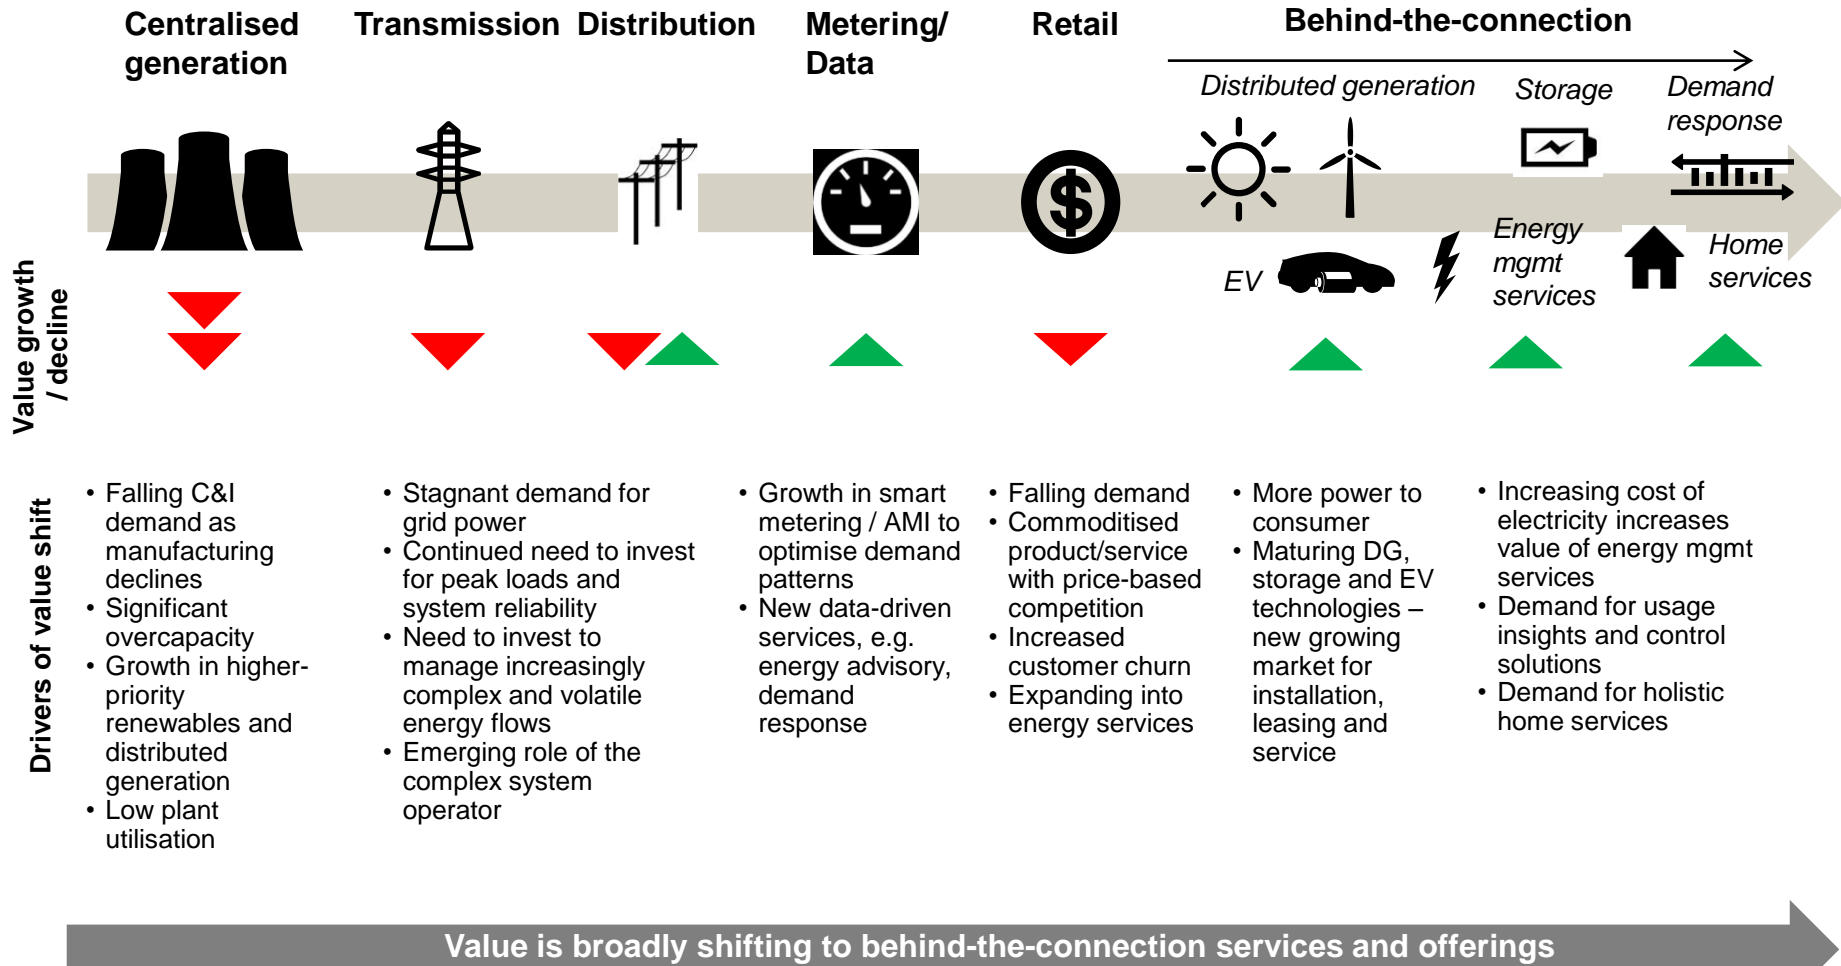 Centralised
generation
Transmission
Distribution
Metering/
Data
Retail
Behind-the-connection
Distributed generation
Storage
Demand
response
EV
Energy
mgmt
services
Home
services
Value growth
/ decline
$
Drivers of value shift
• Falling C&I
demand as
manufacturing
declines
• Significant
overcapacity
• Growth in higher-
priority
renewables and
distributed
generation
• Low plant
utilisation
• Stagnant demand for
grid power
• Continued need to invest
for peak loads and
system reliability
• Need to invest to
manage increasingly
complex and volatile
energy flows
• Emerging role of the
complex system
operator
• Growth in smart
metering / AMI to
optimise demand
patterns
• New data-driven
services, e.g.
energy advisory,
demand
response
• Falling demand
• Commoditised
product/service
with price-based
competition
• Increased
customer churn
• Expanding into
energy services
• More power to
consumer
• Maturing DG,
storage and EV
technologies –
new growing
market for
installation,
leasing and
service
• Increasing cost of
electricity increases
value of energy mgmt
services
• Demand for usage
insights and control
solutions
• Demand for holistic
home services
Value is broadly shifting to behind-the-connection services and offerings